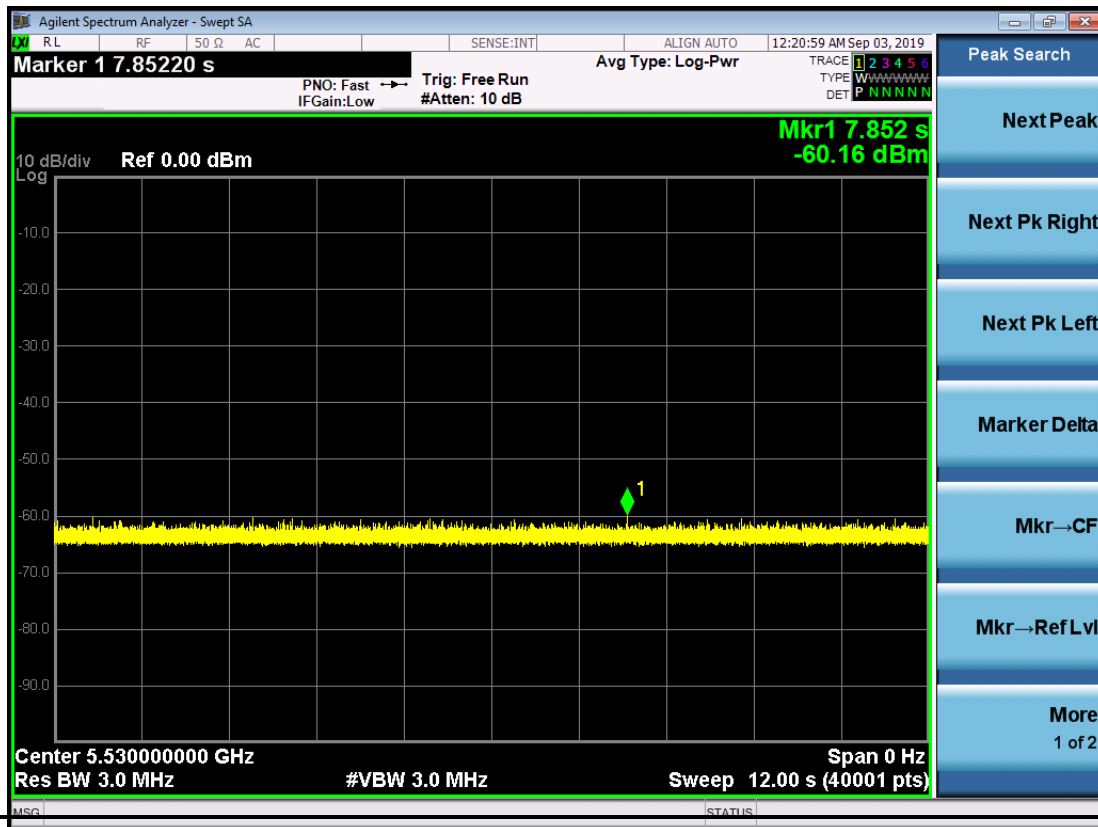 Agilent Spectrum Analyzer - Swept SA
LXI RL RF 50 Ω AC SENSE:INT ALIGN AUTO 12:20:59 AM Sep 03, 2019
Marker 1 7.85220 s
PNO: Fast
IFGain:Low
Trig: Free Run
#Atten: 10 dB
Avg Type: Log-Pwr
TRACE 1 2 3 4 5 6
TYPE WWWWWWW
DET P N N N N N
Mkr1 7.852 s
-60.16 dBm
10 dB/div Ref 0.00 dBm
Log
-10.0
-20.0
-30.0
-40.0
-50.0
1
-60.0
-70.0
-80.0
-90.0
Center 5.530000000 GHz Span 0 Hz
Res BW 3.0 MHz #VBW 3.0 MHz Sweep 12.00 s (40001 pts)
MSG STATUS
Peak Search
Next Peak
Next Pk Right
Next Pk Left
Marker Delta
Mkr→CF
Mkr→Ref Lvl
More
1 of 2